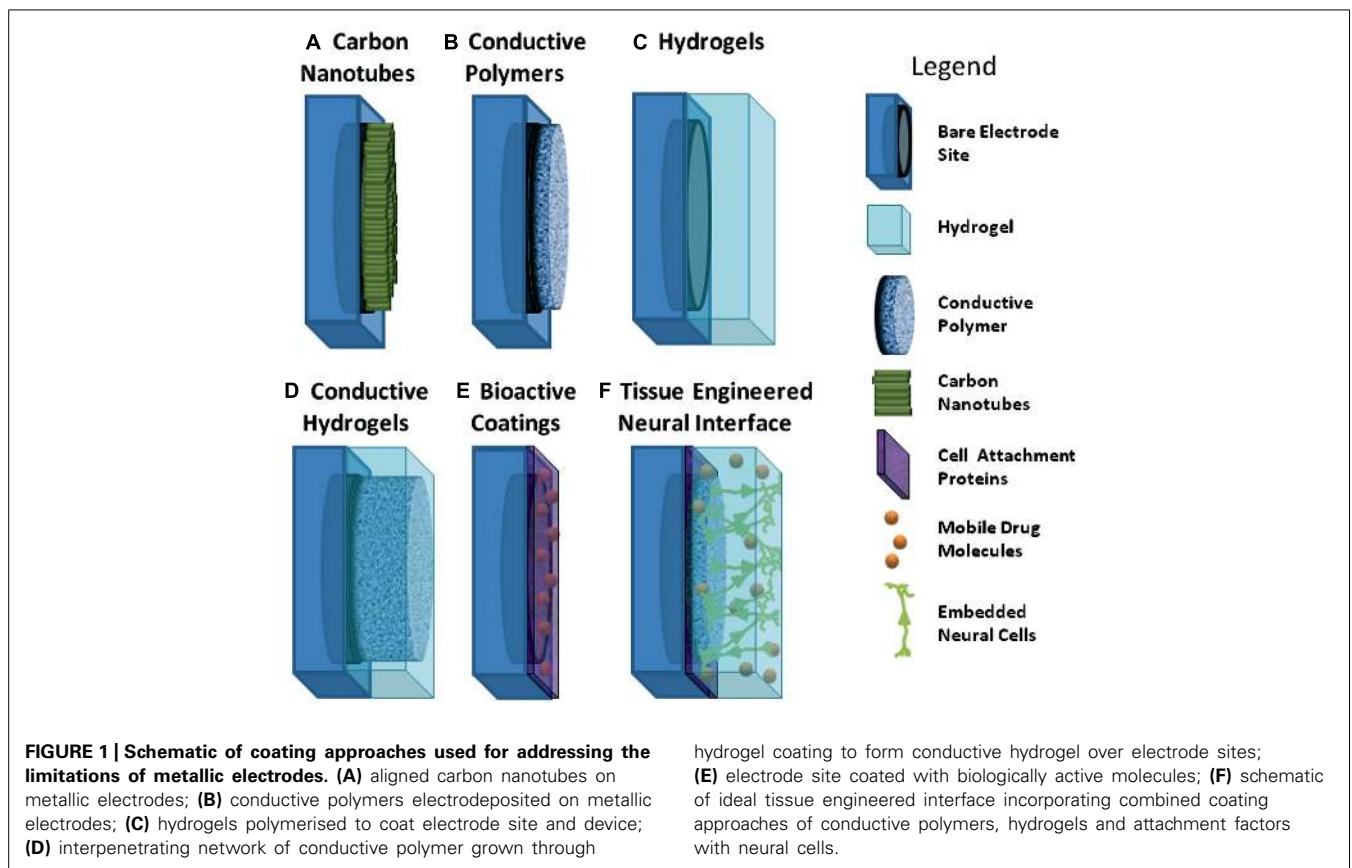 A Carbon
Nanotubes
B Conductive
Polymers
C Hydrogels
D Conductive
Hydrogels
E Bioactive
Coatings
F Tissue Engineered
Neural Interface
Legend
Bare Electrode
Site
Hydrogel
Conductive
Polymer
Carbon
Nanotubes
Cell Attachment
Proteins
Mobile Drug
Molecules
Embedded
Neural Cells
FIGURE 1 | Schematic of coating approaches used for addressing the
limitations of metallic electrodes. (A) aligned carbon nanotubes on
metallic electrodes; (B) conductive polymers electrodeposited on metallic
electrodes; (C) hydrogels polymerised to coat electrode site and device;
(D) interpenetrating network of conductive polymer grown through
hydrogel coating to form conductive hydrogel over electrode sites;
(E) electrode site coated with biologically active molecules; (F) schematic
of ideal tissue engineered interface incorporating combined coating
approaches of conductive polymers, hydrogels and attachment factors
with neural cells.